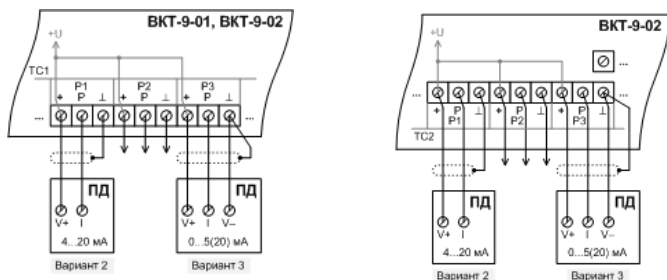 ВКТ-9-01, ВКТ-9-02
+U
TC1
P1 P2 P3
+ P ⊥ + P ⊥ + P ⊥
... ...
ПД ПД
V+ I V+ I V–
4...20 мА 0...5(20) мА
Вариант 2 Вариант 3
ВКТ-9-02
+U
...
... ...
+ P ⊥ + P ⊥ + P ⊥
P1 P2 P3
TC2
ПД ПД
V+ I V+ I V–
4...20 мА 0...5(20) мА
Вариант 2 Вариант 3